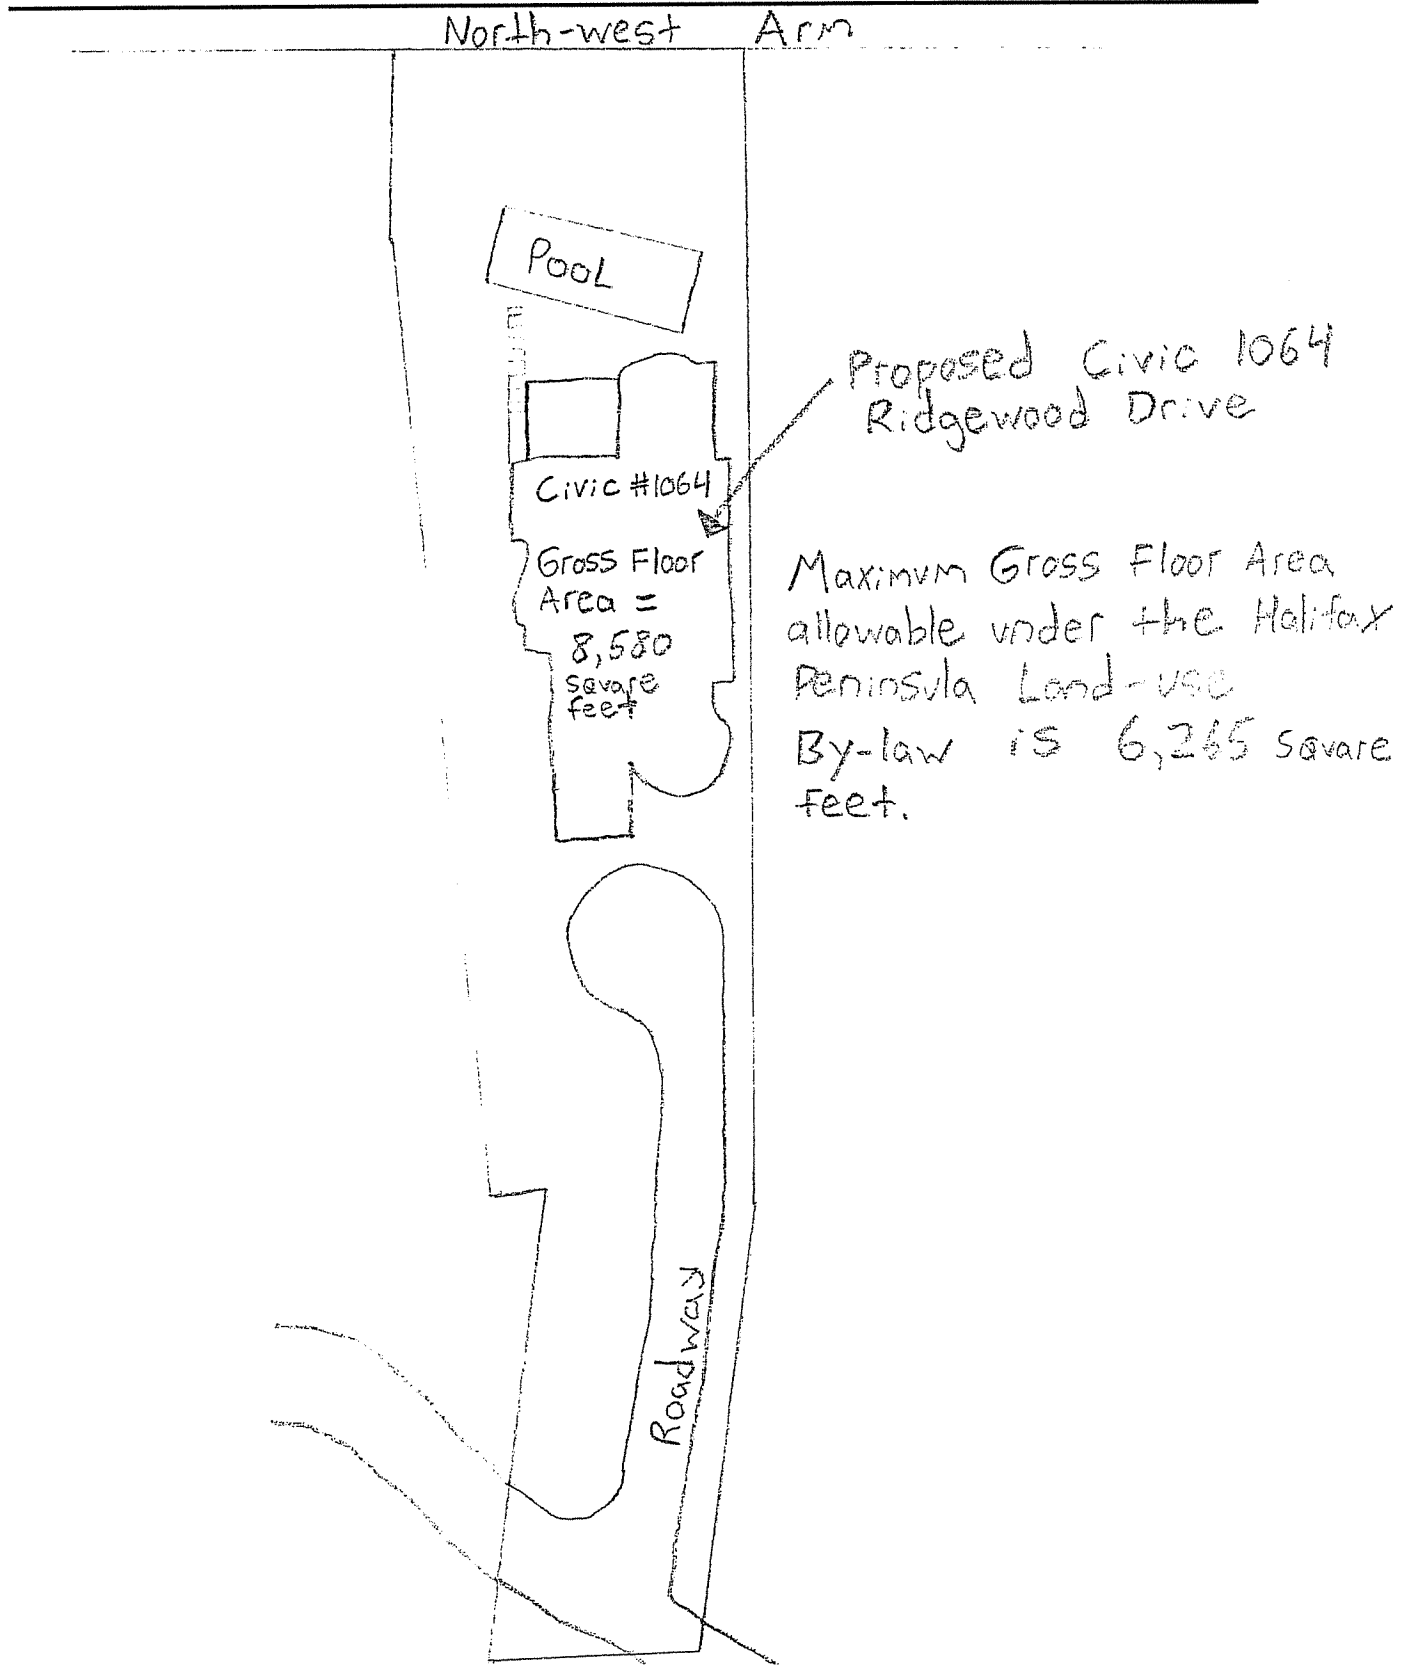 North-west Arm
POOL
Proposed Civic 1064
Ridgewood Drive
Civic #1064
Gross Floor
Area =
8,580
square
feet
Maximum Gross Floor Area
allowable under the Halifax
Peninsula Land-use
By-law is 6,265 square
feet.
Roadway